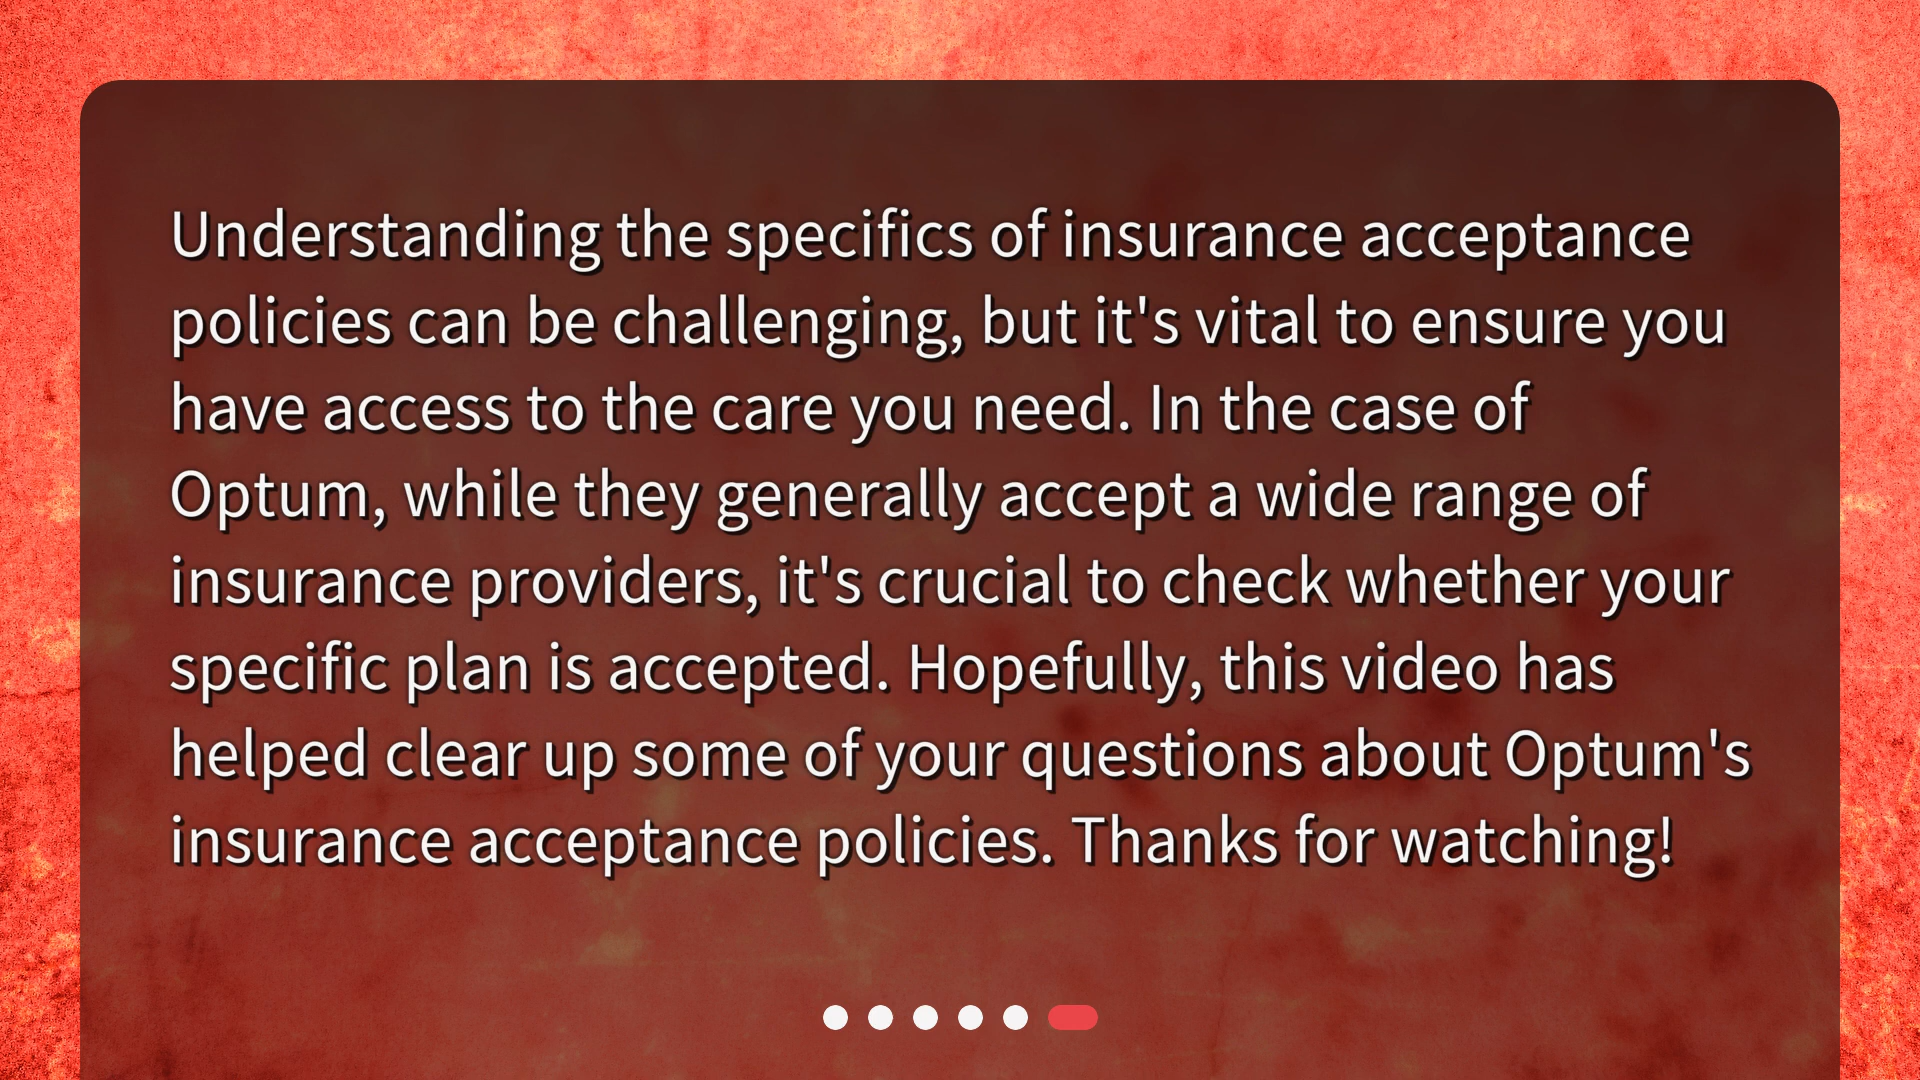 Understanding the specifics of insurance acceptance
policies can be challenging, but it's vital to ensure you
have access to the care you need. In the case of
Optum, while they generally accept a wide range of
insurance providers, it's crucial to check whether your
specific plan is accepted. Hopefully, this video has
helped clear up some of your questions about Optum's
insurance acceptance policies. Thanks for watching!